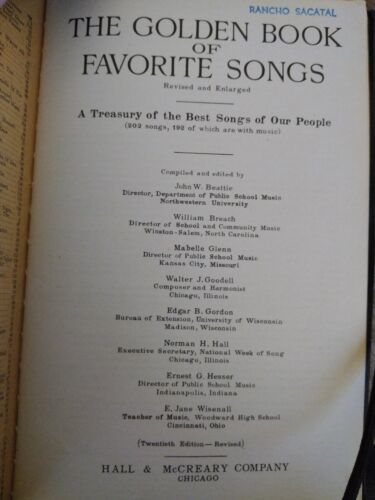 RANCHO SACATAL
THE GOLDEN BOOK
OF
FAVORITE SONGS
Revised and Enlarged
A Treasury of the Best Songs of Our People
(202 songs, 192 of which are with music)
Compiled and edited by
John W. Beattie
Director, Department of Public School Music
Northwestern University
William Breach
Director of School and Community Music
Winston-Salem, North Carolina
Mabelle Glenn
Director of Public School Music
Kansas City, Missouri
Walter J. Goodell
Composer and Harmonist
Chicago, Illinois
Edgar B. Gordon
Bureau of Extension, University of Wisconsin
Madison, Wisconsin
Norman H. Hall
Executive Secretary, National Week of Song
Chicago, Illinois
Ernest G. Hesser
Director of Public School Music
Indianapolis, Indiana
E. Jane Wisenall
Teacher of Music, Woodward High School
Cincinnati, Ohio
(Twentieth Edition — Revised)
HALL & McCREARY COMPANY
CHICAGO